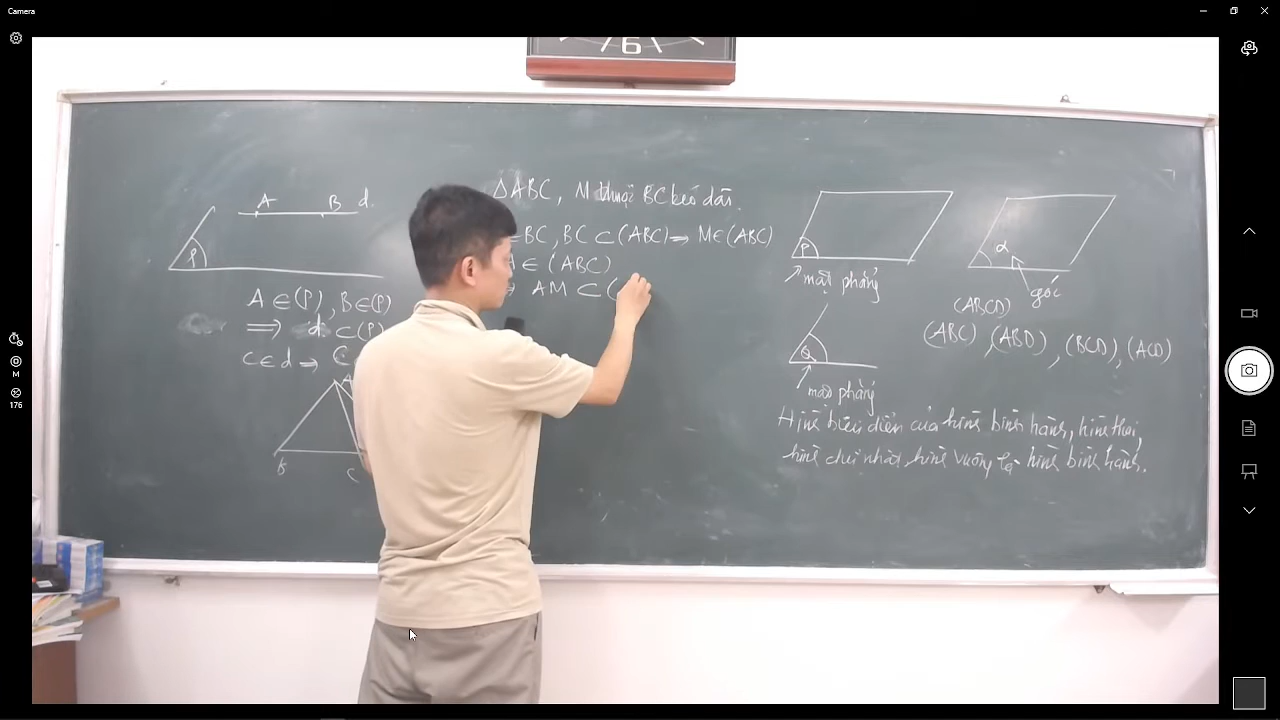 Camera
6
A B d.
P
A ∈ (P), B ∈ (P)
⟹ d ⊂ (P)
C ∈ d ⟹ C
A
B
C
ΔABC, M thuộc BC kéo dài.
∈ BC, BC ⊂ (ABC) ⟹ M ∈ (ABC)
∈ (ABC)
AM ⊂ (
P
mặt phẳng
α
góc
(ABCD)
(ABC), (ABD), (BCD), (ACD)
Q
mặt phẳng
Hình biểu diễn của hình bình hành, hình thoi,
hình chữ nhật, hình vuông là hình bình hành.
M
176